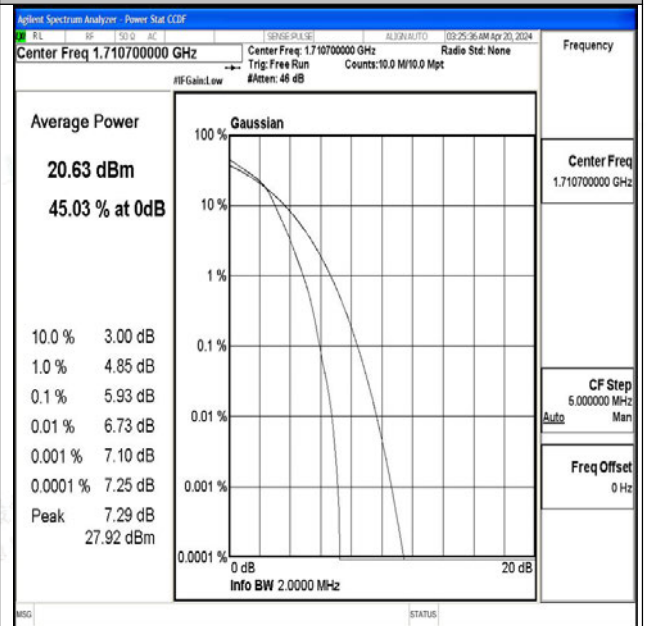 Agilent Spectrum Analyzer - Power Stat CCDF
RL RF 50 Ω AC SENSE:PULSE ALIGNAUTO 03:25:36 AM Apr 20, 2024
Center Freq 1.710700000 GHz
Center Freq: 1.710700000 GHz Radio Std: None
Trig: Free Run Counts:10.0 M/10.0 Mpt
#IFGain:Low #Atten: 46 dB
Frequency
Average Power
20.63 dBm
45.03 % at 0dB
10.0 % 3.00 dB
1.0 % 4.85 dB
0.1 % 5.93 dB
0.01 % 6.73 dB
0.001 % 7.10 dB
0.0001 % 7.25 dB
Peak 7.29 dB
27.92 dBm
Gaussian
100 %
10 %
1 %
0.1 %
0.01 %
0.001 %
0.0001 %
0 dB 20 dB
Info BW 2.0000 MHz
Center Freq
1.710700000 GHz
CF Step
5.000000 MHz
Auto Man
Freq Offset
0 Hz
MSG STATUS